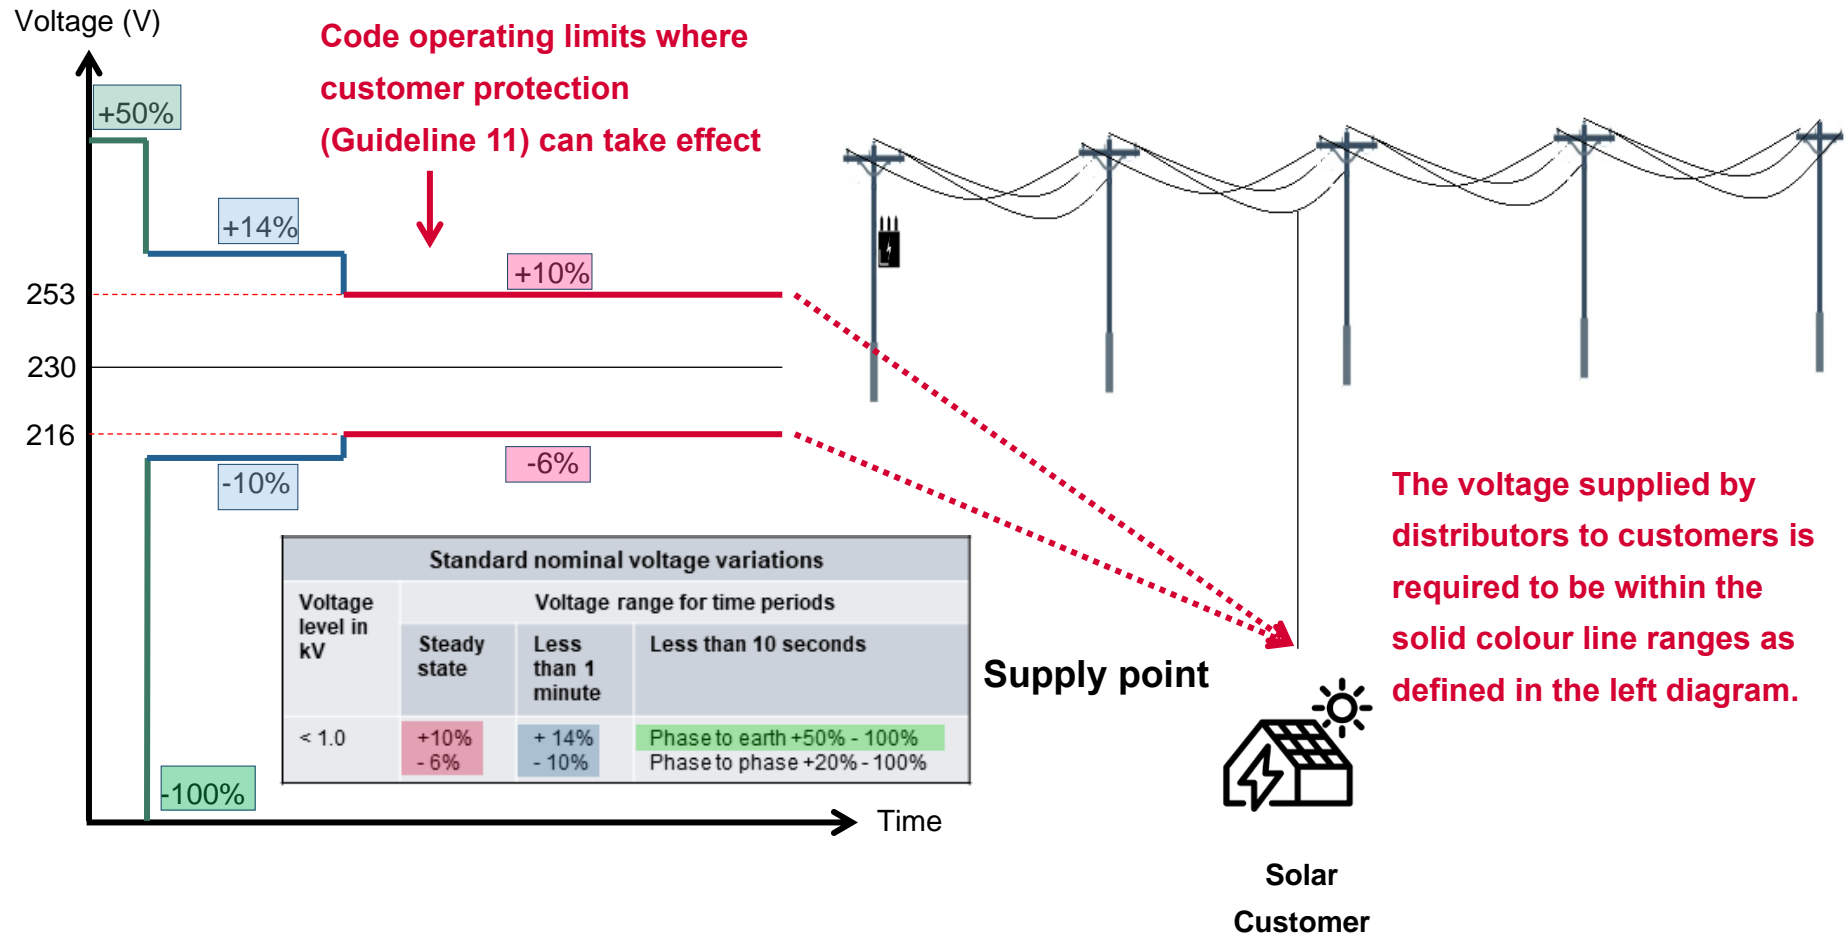 Voltage (V)
Code operating limits where
customer protection
(Guideline 11) can take effect
+50%
+14%
+10%
253
230
216
-6%
-10%
-100%
Standard nominal voltage variations
Voltage level in kV
Voltage range for time periods
Steady state
Less than 1 minute
Less than 10 seconds
< 1.0
+10%
- 6%
+ 14%
- 10%
Phase to earth +50% - 100%
Phase to phase +20% - 100%
Time
Supply point
The voltage supplied by
distributors to customers is
required to be within the
solid colour line ranges as
defined in the left diagram.
Solar
Customer